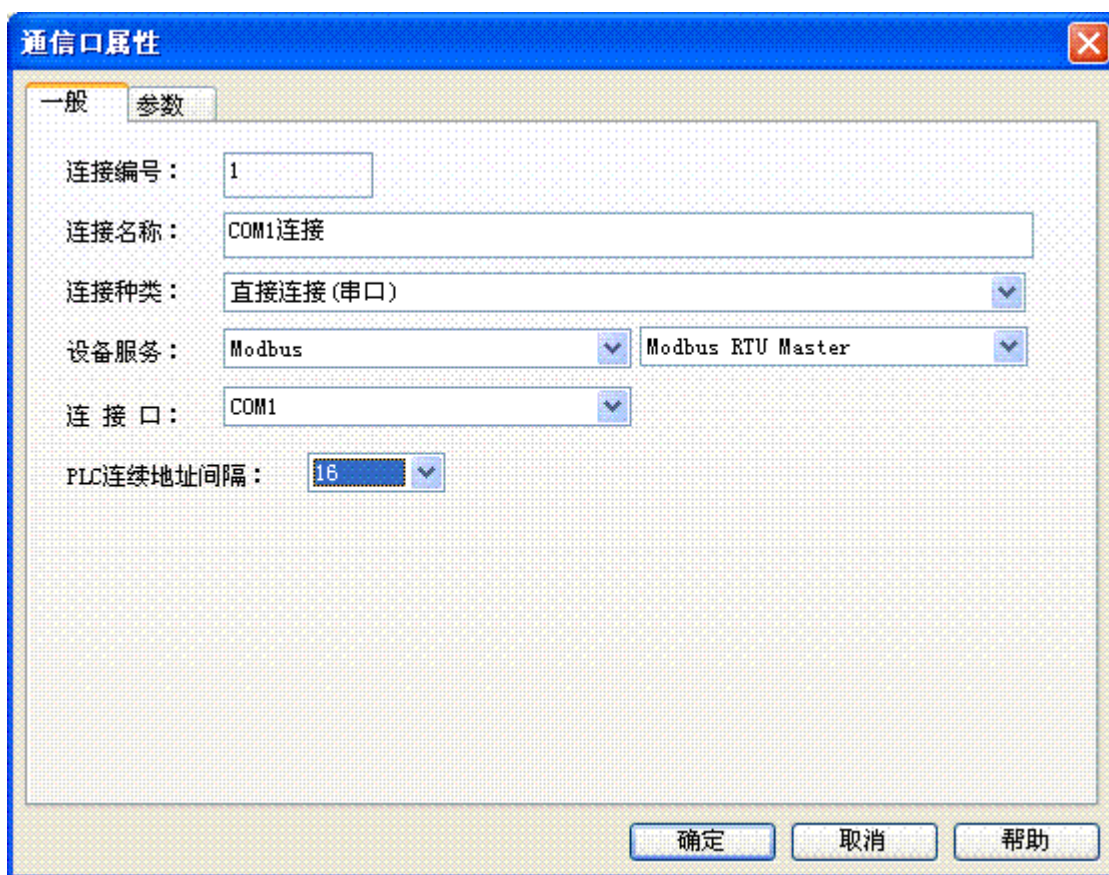 通信口属性
一般 参数
连接编号： 1
连接名称： COM1连接
连接种类： 直接连接(串口)
设备服务： Modbus Modbus RTU Master
连 接 口： COM1
PLC连续地址间隔： 16
确定 取消 帮助